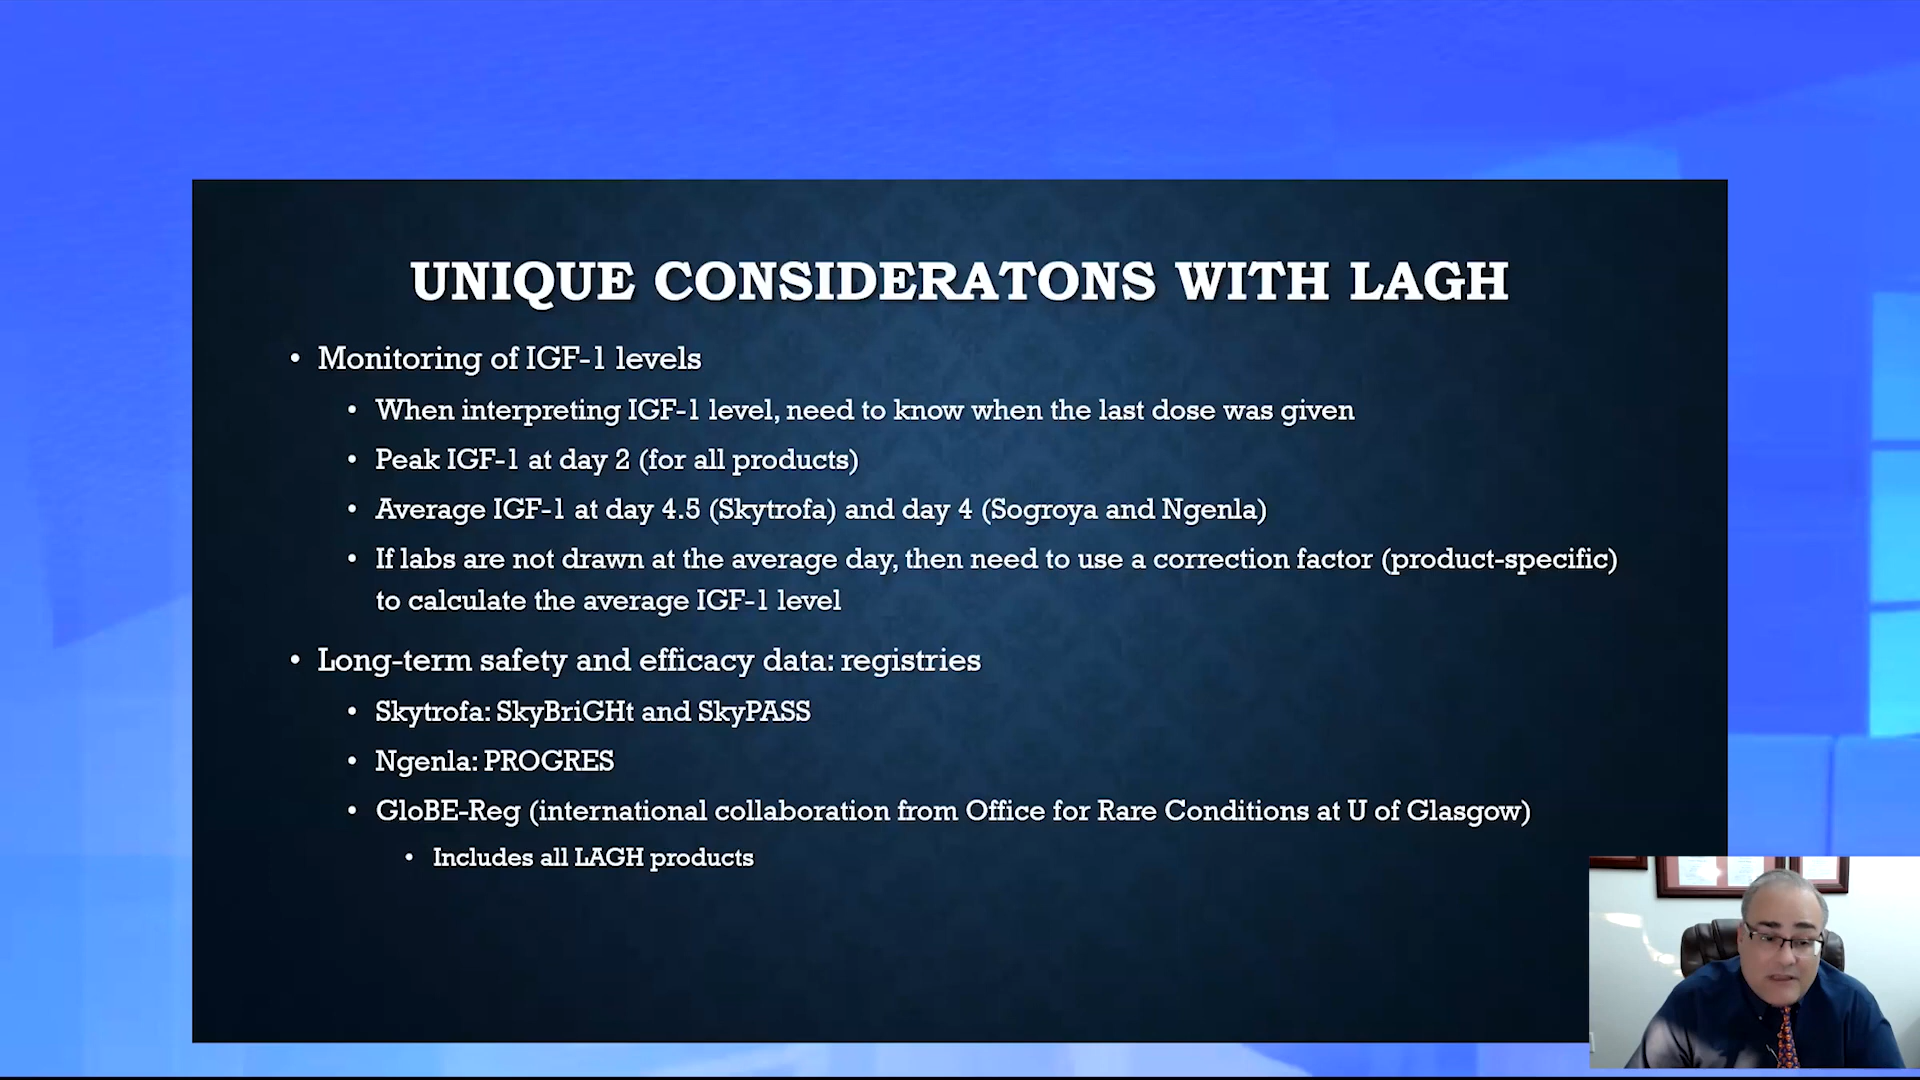 UNIQUE CONSIDERATONS WITH LAGH
• Monitoring of IGF-1 levels
• When interpreting IGF-1 level, need to know when the last dose was given
• Peak IGF-1 at day 2 (for all products)
• Average IGF-1 at day 4.5 (Skytrofa) and day 4 (Sogroya and Ngenla)
• If labs are not drawn at the average day, then need to use a correction factor (product-specific)
to calculate the average IGF-1 level
• Long-term safety and efficacy data: registries
• Skytrofa: SkyBriGHt and SkyPASS
• Ngenla: PROGRES
• GloBE-Reg (international collaboration from Office for Rare Conditions at U of Glasgow)
• Includes all LAGH products